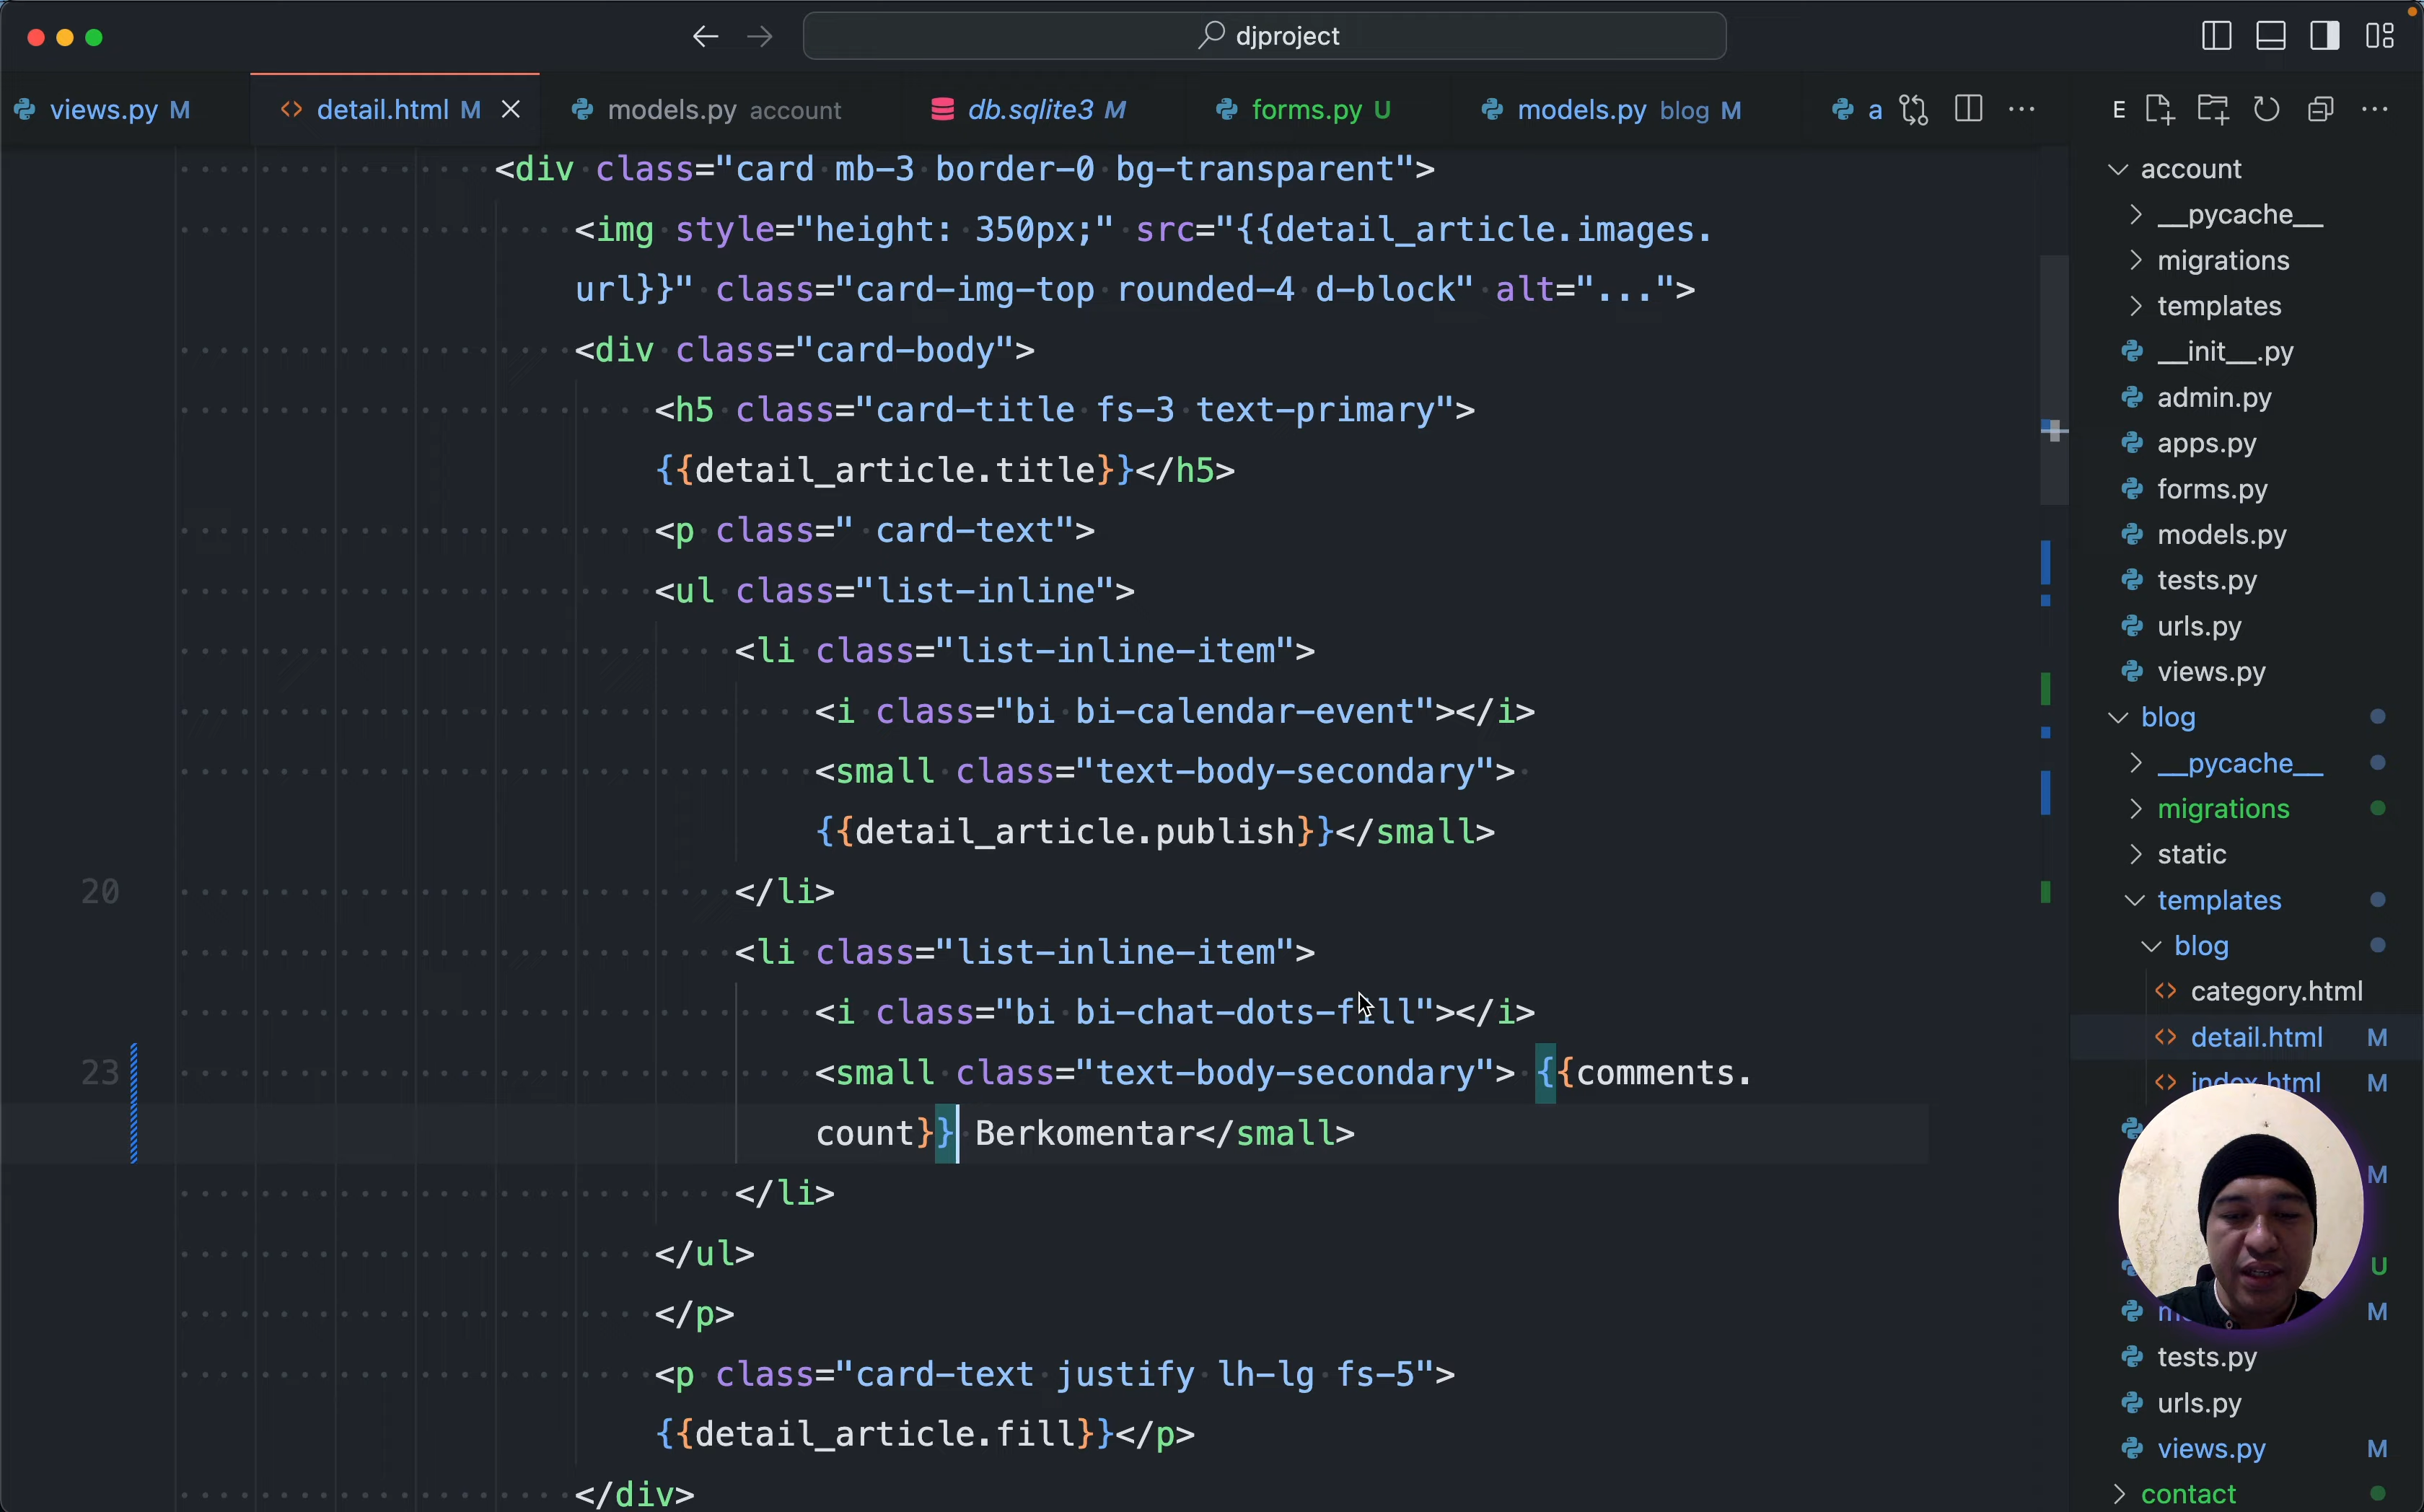 djproject
views.py M
detail.html M
models.py account
db.sqlite3 M
forms.py U
models.py blog M
a
E
<div class="card mb-3 border-0 bg-transparent">
<img style="height: 350px;" src="{{detail_article.images.
url}}" class="card-img-top rounded-4 d-block" alt="...">
<div class="card-body">
<h5 class="card-title fs-3 text-primary">
{{detail_article.title}}</h5>
<p class=" card-text">
<ul class="list-inline">
<li class="list-inline-item">
<i class="bi bi-calendar-event"></i>
<small class="text-body-secondary">
{{detail_article.publish}}</small>
20 </li>
<li class="list-inline-item">
<i class="bi bi-chat-dots-fill"></i>
23 <small class="text-body-secondary"> {{comments.
count}} Berkomentar</small>
</li>
</ul>
</p>
<p class="card-text justify lh-lg fs-5">
{{detail_article.fill}}</p>
</div>
account
__pycache__
migrations
templates
__init__.py
admin.py
apps.py
forms.py
models.py
tests.py
urls.py
views.py
blog
__pycache__
migrations
static
templates
blog
category.html
detail.html M
index.html M
M
U
M
tests.py
urls.py
views.py M
contact